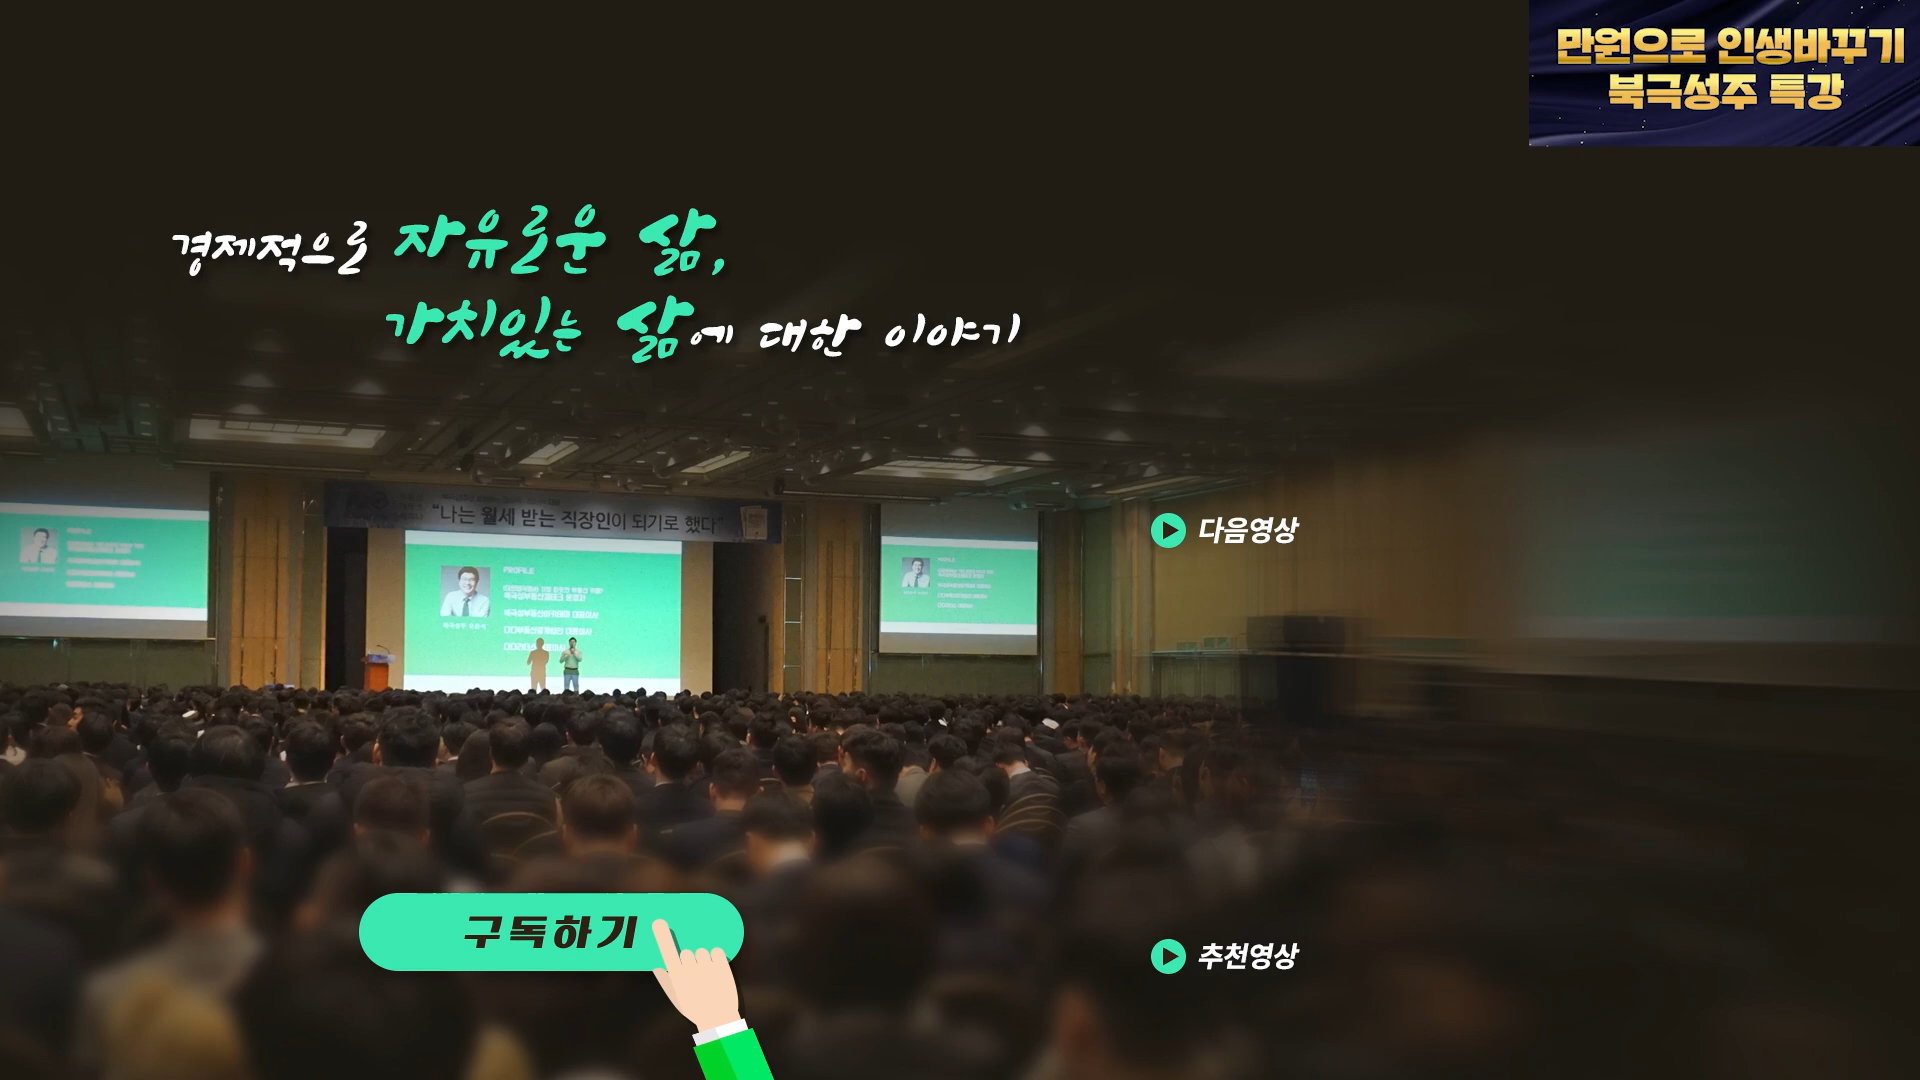 만원으로 인생바꾸기
북극성주 특강
경제적으로 자유로운 삶,
가치있는 삶에 대한 이야기
“나는 월세 받는 직장인이 되기로 했다”
PROFILE
다음영상
구독하기
추천영상